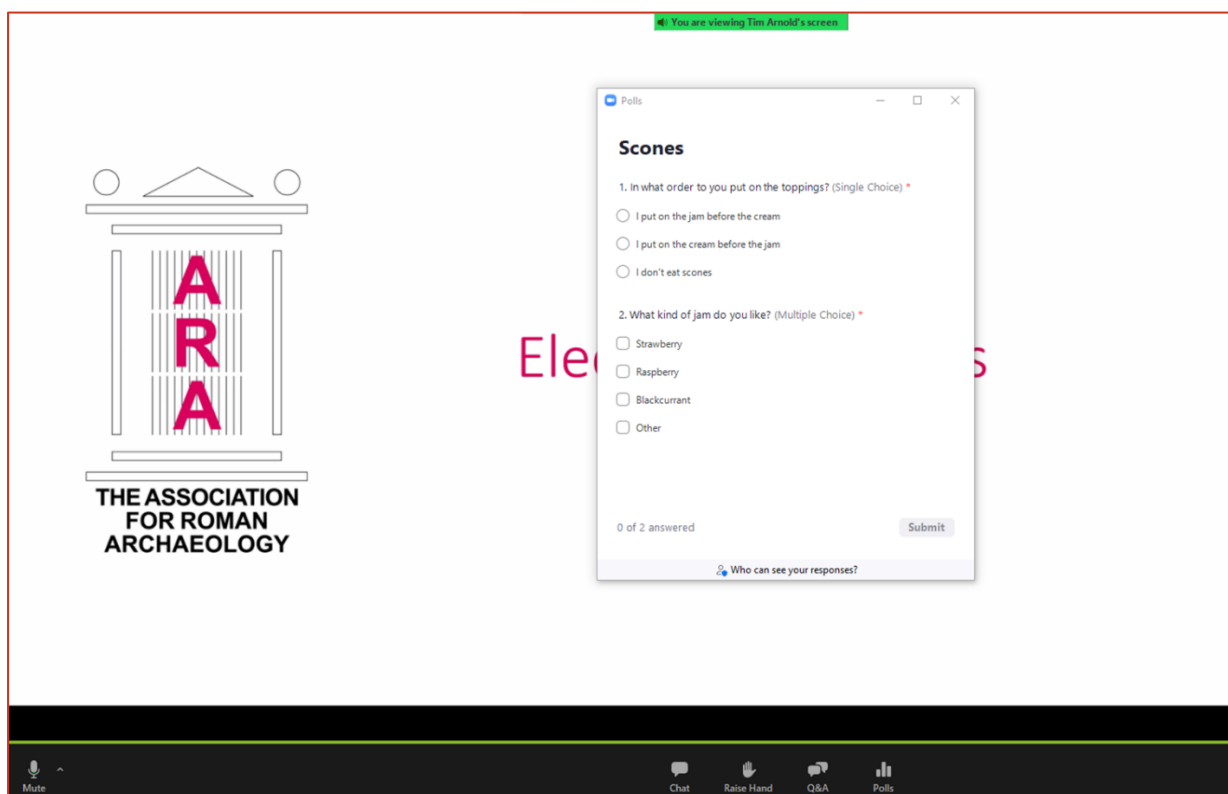 You are viewing Tim Arnold's screen
Polls
Scones
1. In what order to you put on the toppings? (Single Choice) *
I put on the jam before the cream
I put on the cream before the jam
I don't eat scones
2. What kind of jam do you like? (Multiple Choice) *
Strawberry
Raspberry
Blackcurrant
Other
0 of 2 answered
Submit
Who can see your responses?
A
R
A
THE ASSOCIATION
FOR ROMAN
ARCHAEOLOGY
Mute
Chat
Raise Hand
Q&A
Polls